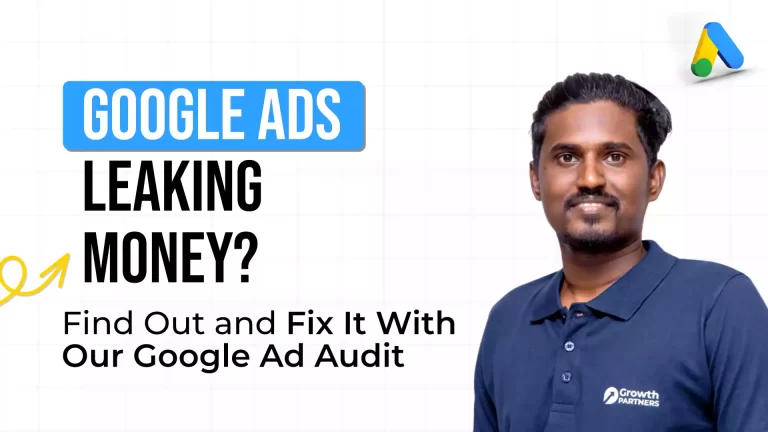 GOOGLE ADS
LEAKING
MONEY?
Find Out and Fix It With
Our Google Ad Audit
Growth
PARTNERS